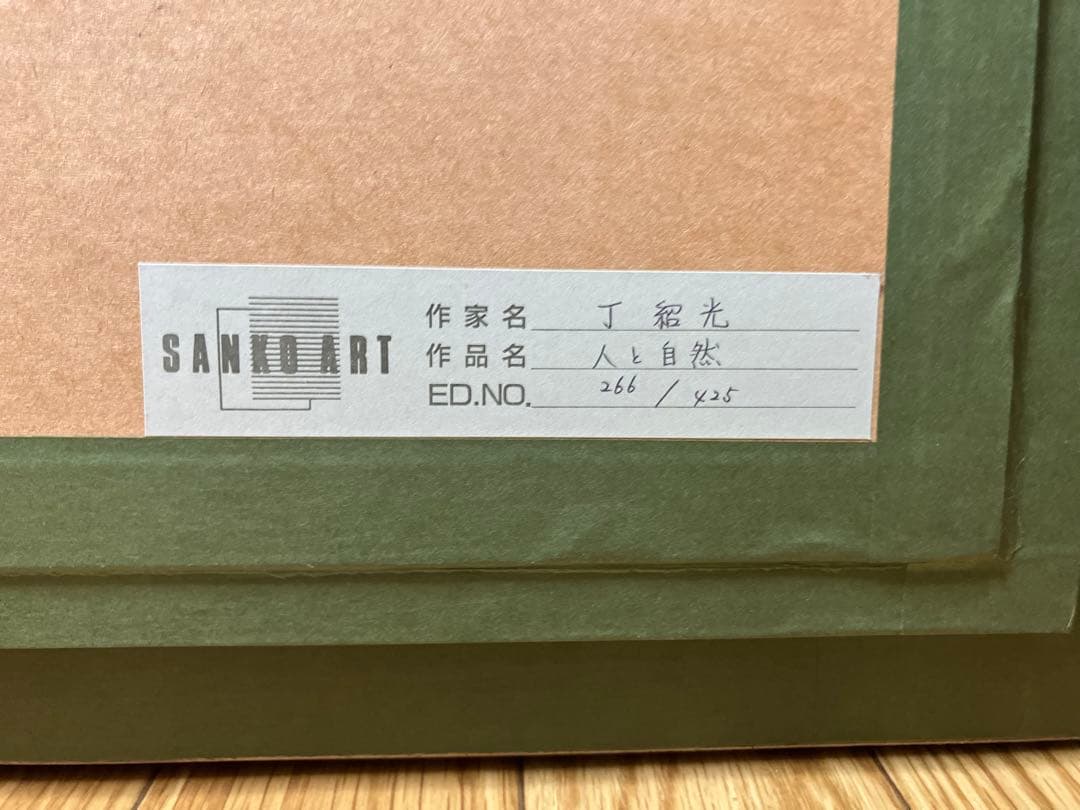 SANKO ART
作家名 丁 紹光
作品名 人と自然
ED.NO. 266 / 425